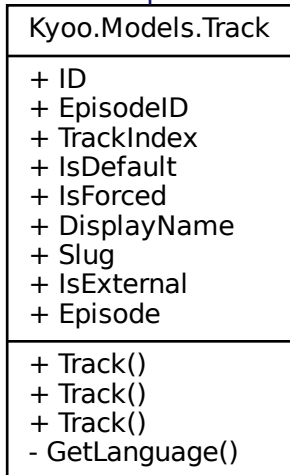 Kyoo.Models.Track
+ ID
+ EpisodeID
+ TrackIndex
+ IsDefault
+ IsForced
+ DisplayName
+ Slug
+ IsExternal
+ Episode
+ Track()
+ Track()
+ Track()
- GetLanguage()